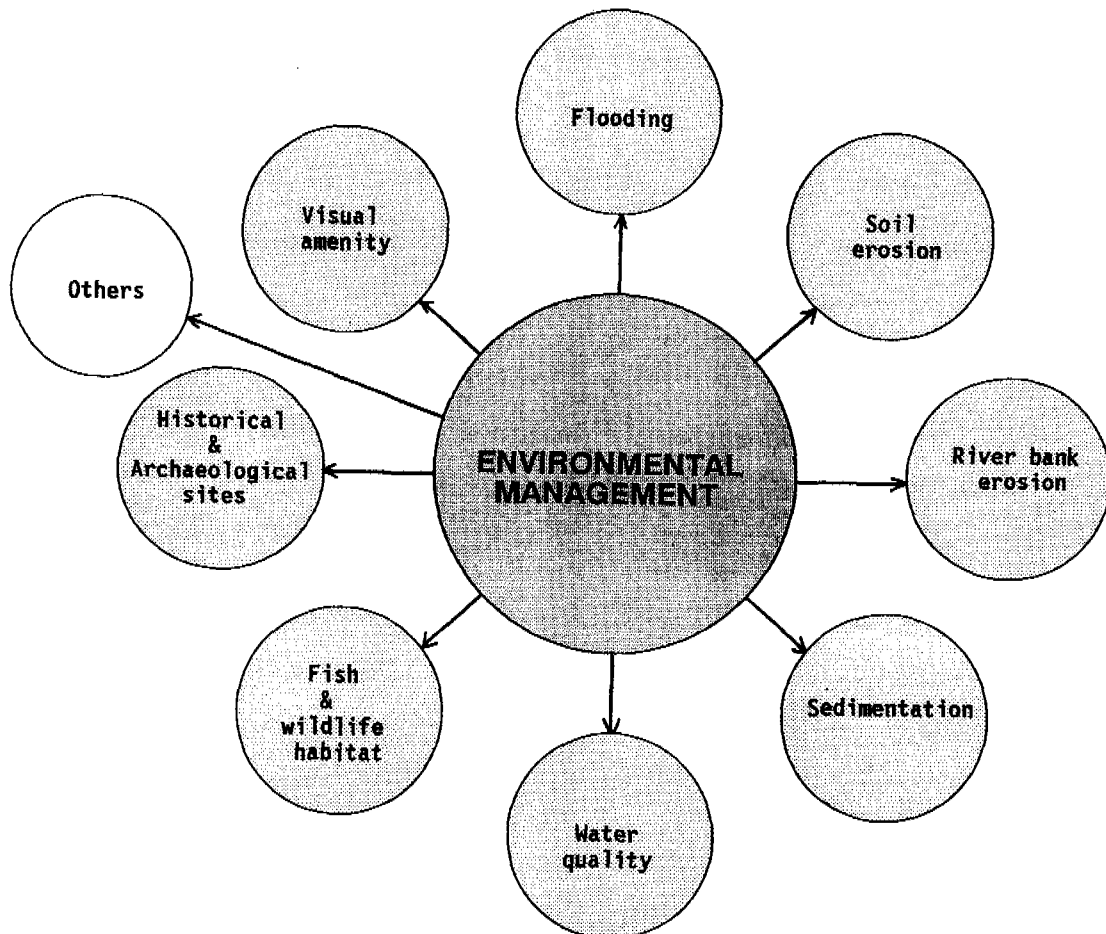 Flooding
Visual
amenity
Soil
erosion
Others
Historical
&
Archaeological
sites
ENVIRONMENTAL
MANAGEMENT
River bank
erosion
Fish
&
wildlife
habitat
Sedimentation
Water
quality